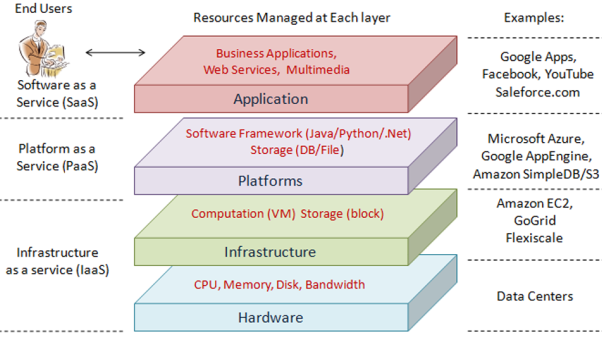 End Users
Resources Managed at Each layer
Examples:
Software as a
Service (SaaS)
Business Applications,
Web Services, Multimedia
Application
Google Apps,
Facebook, YouTube
Saleforce.com
Platform as a
Service (PaaS)
Software Framework (Java/Python/.Net)
Storage (DB/File)
Platforms
Microsoft Azure,
Google AppEngine,
Amazon SimpleDB/S3
Infrastructure
as a service (IaaS)
Computation (VM) Storage (block)
Infrastructure
Amazon EC2,
GoGrid
Flexiscale
CPU, Memory, Disk, Bandwidth
Hardware
Data Centers